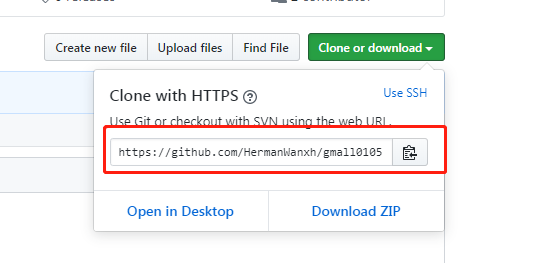 Create new file Upload files Find File Clone or download
Clone with HTTPS Use SSH
Use Git or checkout with SVN using the web URL.
https://github.com/HermanWanxh/gmall0105
Open in Desktop Download ZIP